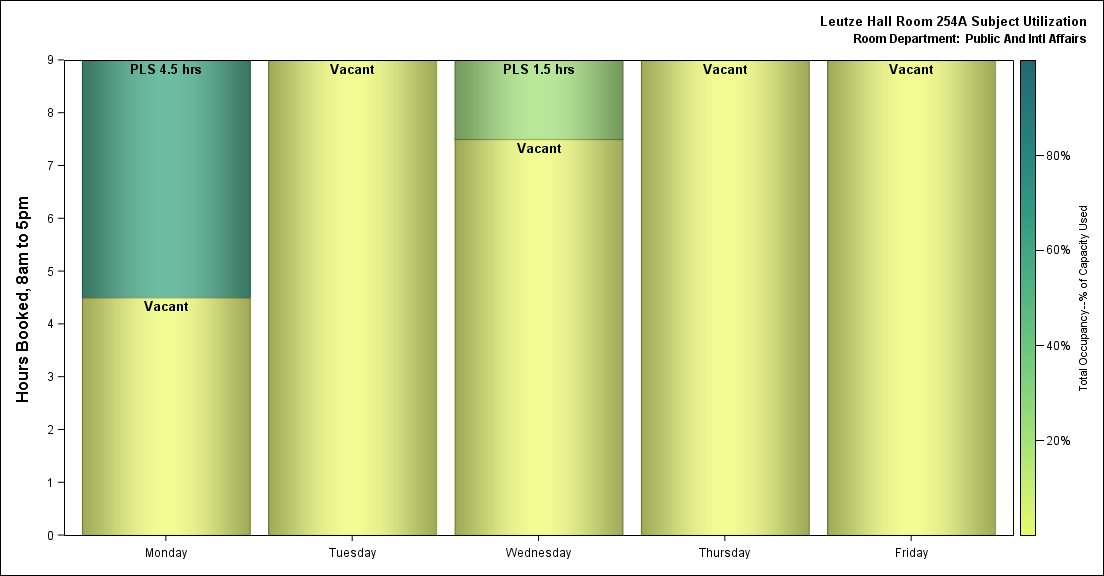 Leutze Hall Room 254A Subject Utilization
Room Department: Public And Intl Affairs
Hours Booked, 8am to 5pm
9
8
7
6
5
4
3
2
1
0
PLS 4.5 hrs
Vacant
Vacant
PLS 1.5 hrs
Vacant
Vacant
Vacant
Monday
Tuesday
Wednesday
Thursday
Friday
80%
60%
40%
20%
Total Occupancy--% of Capacity Used